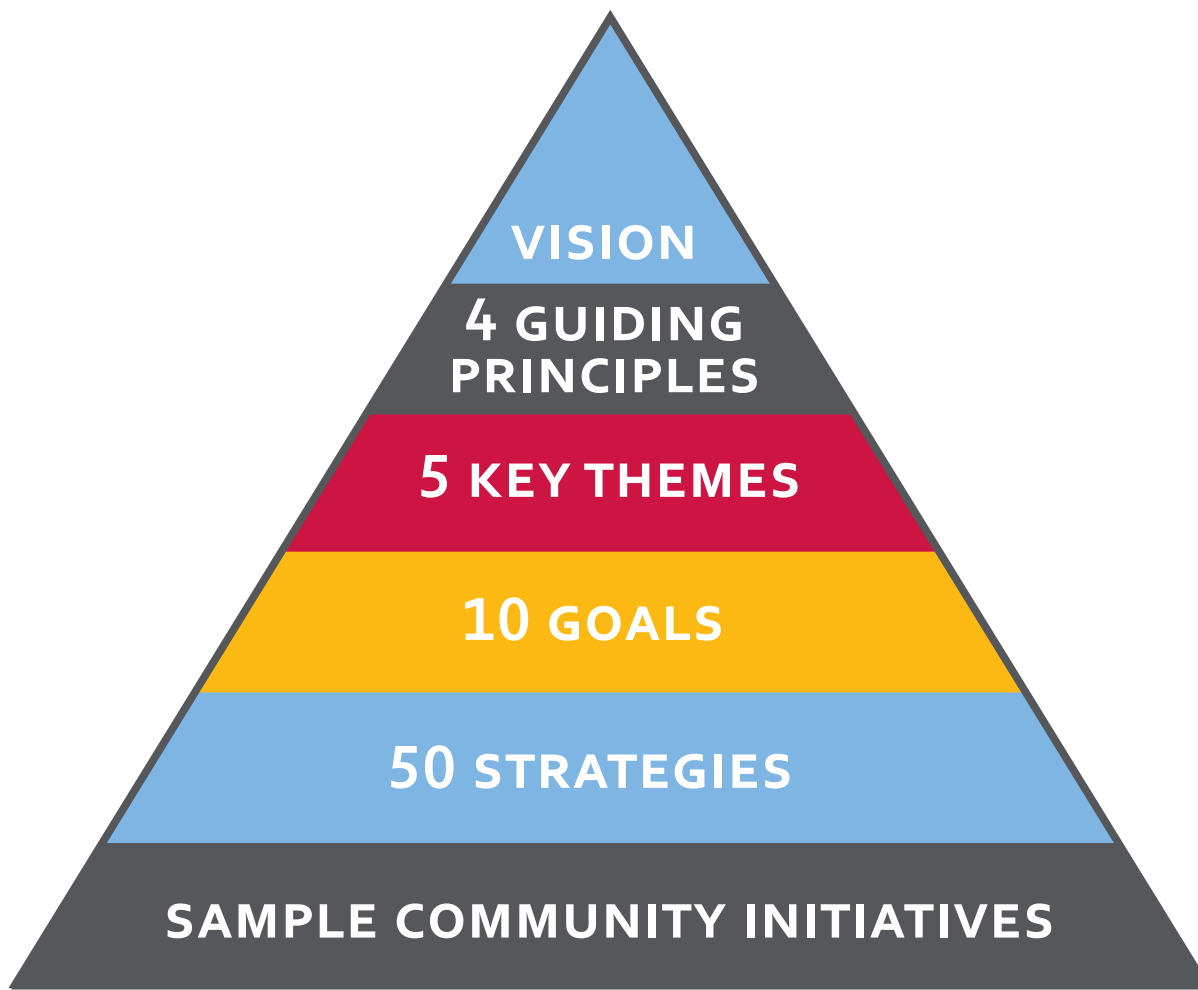 VISION
4 GUIDING
PRINCIPLES
5 KEY THEMES
10 GOALS
50 STRATEGIES
SAMPLE COMMUNITY INITIATIVES